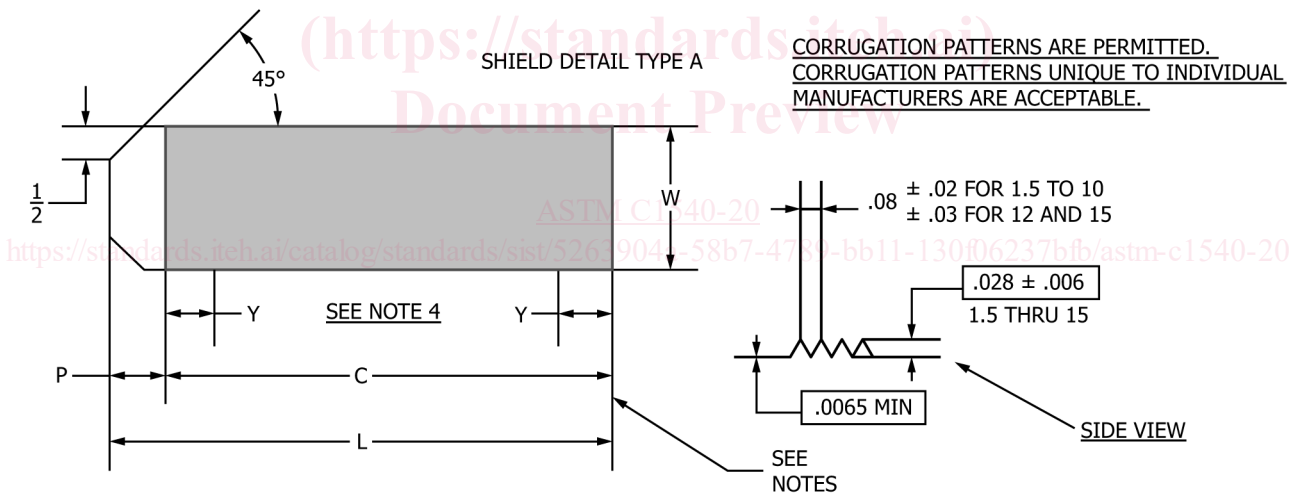 (https://standards.iteh.ai)
Document Preview
ASTM C1540-20
https://standards.iteh.ai/catalog/standards/sist/5263904a-58b7-4789-bb11-130f06237bfb/astm-c1540-20
SHIELD DETAIL TYPE A
CORRUGATION PATTERNS ARE PERMITTED.
CORRUGATION PATTERNS UNIQUE TO INDIVIDUAL
MANUFACTURERS ARE ACCEPTABLE.
45°
1
2
W
.08
± .02 FOR 1.5 TO 10
± .03 FOR 12 AND 15
.028 ± .006
1.5 THRU 15
Y
SEE NOTE 4
Y
P
C
.0065 MIN
L
SIDE VIEW
SEE
NOTES